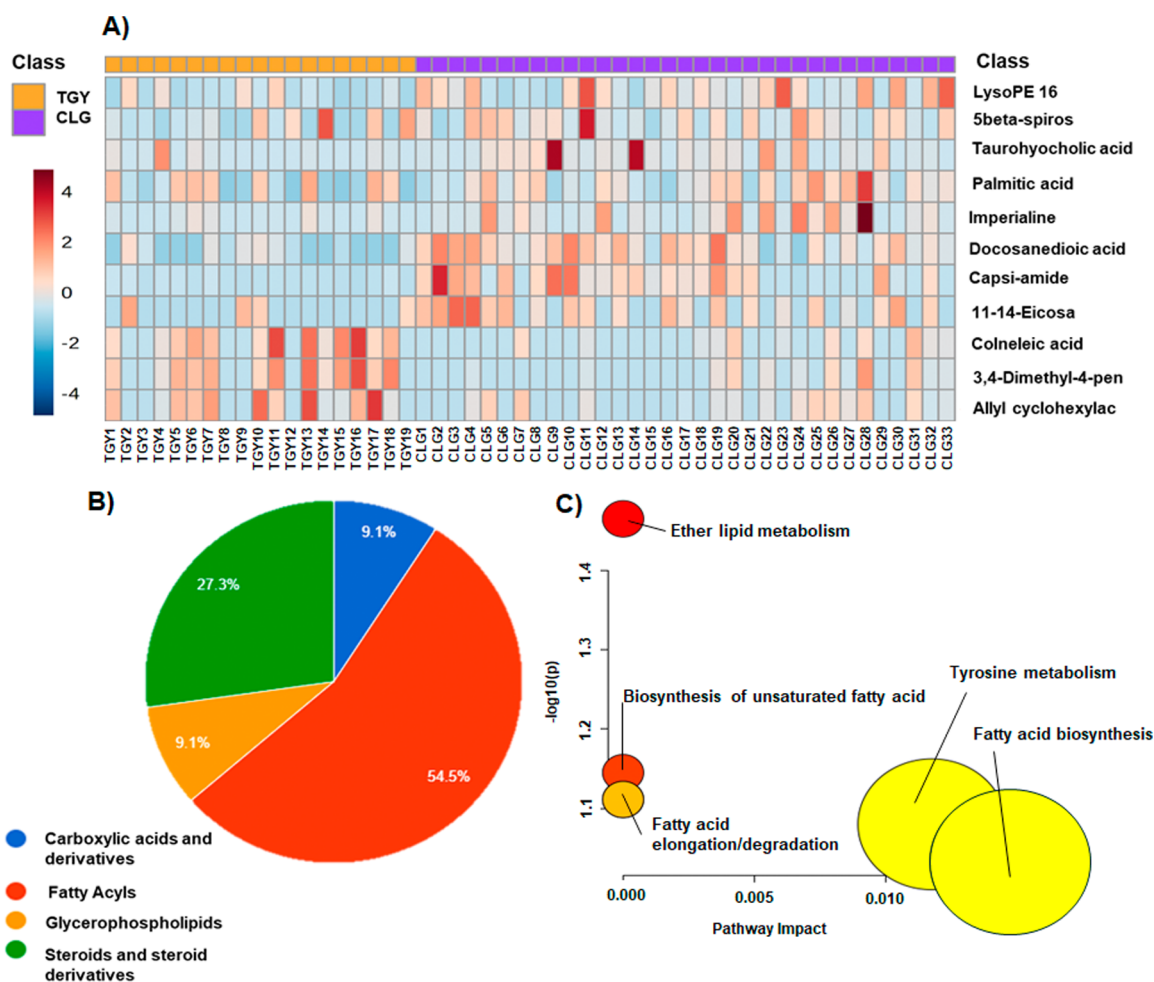 A)
Class
TGY
CLG
4
2
0
-2
-4
Class
LysoPE 16
5beta-spiros
Taurohyocholic acid
Palmitic acid
Imperialine
Docosanedioic acid
Capsi-amide
11-14-Eicosa
Colneleic acid
3,4-Dimethyl-4-pen
Allyl cyclohexylac
TGY1
TGY2
TGY3
TGY4
TGY5
TGY6
TGY7
TGY8
TGY9
TGY10
TGY11
TGY12
TGY13
TGY14
TGY15
TGY16
TGY17
TGY18
TGY19
CLG1
CLG2
CLG3
CLG4
CLG5
CLG6
CLG7
CLG8
CLG9
CLG10
CLG11
CLG12
CLG13
CLG14
CLG15
CLG16
CLG17
CLG18
CLG19
CLG20
CLG21
CLG22
CLG23
CLG24
CLG25
CLG26
CLG27
CLG28
CLG29
CLG30
CLG31
CLG32
CLG33
B)
9.1%
27.3%
9.1%
54.5%
Carboxylic acids and
derivatives
Fatty Acyls
Glycerophospholipids
Steroids and steroid
derivatives
C)
Ether lipid metabolism
1.4
1.3
1.2
1.1
-log10(p)
Biosynthesis of unsaturated fatty acid
Tyrosine metabolism
Fatty acid biosynthesis
Fatty acid
elongation/degradation
0.000
0.005
0.010
Pathway Impact